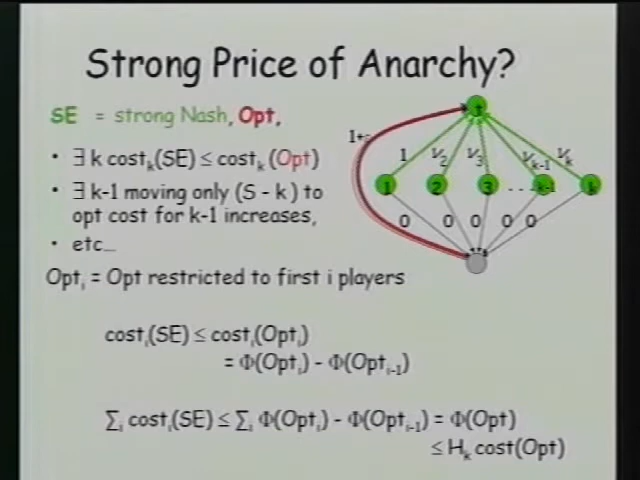 Strong Price of Anarchy?
SE = strong Nash, Opt,
• ∃ k cost_k(SE) ≤ cost_k (Opt)
• ∃ k-1 moving only (S - k) to
opt cost for k-1 increases,
• etc...
Opt_i = Opt restricted to first i players
cost_i(SE) ≤ cost_i(Opt_i)
= Φ(Opt_i) - Φ(Opt_{i-1})
∑_i cost_i(SE) ≤ ∑_i Φ(Opt_i) - Φ(Opt_{i-1}) = Φ(Opt)
≤ H_k cost(Opt)
t
1 1/2 1/3 1/k-1 1/k
1 2 3 ... k-1 k
0 0 0 0 0